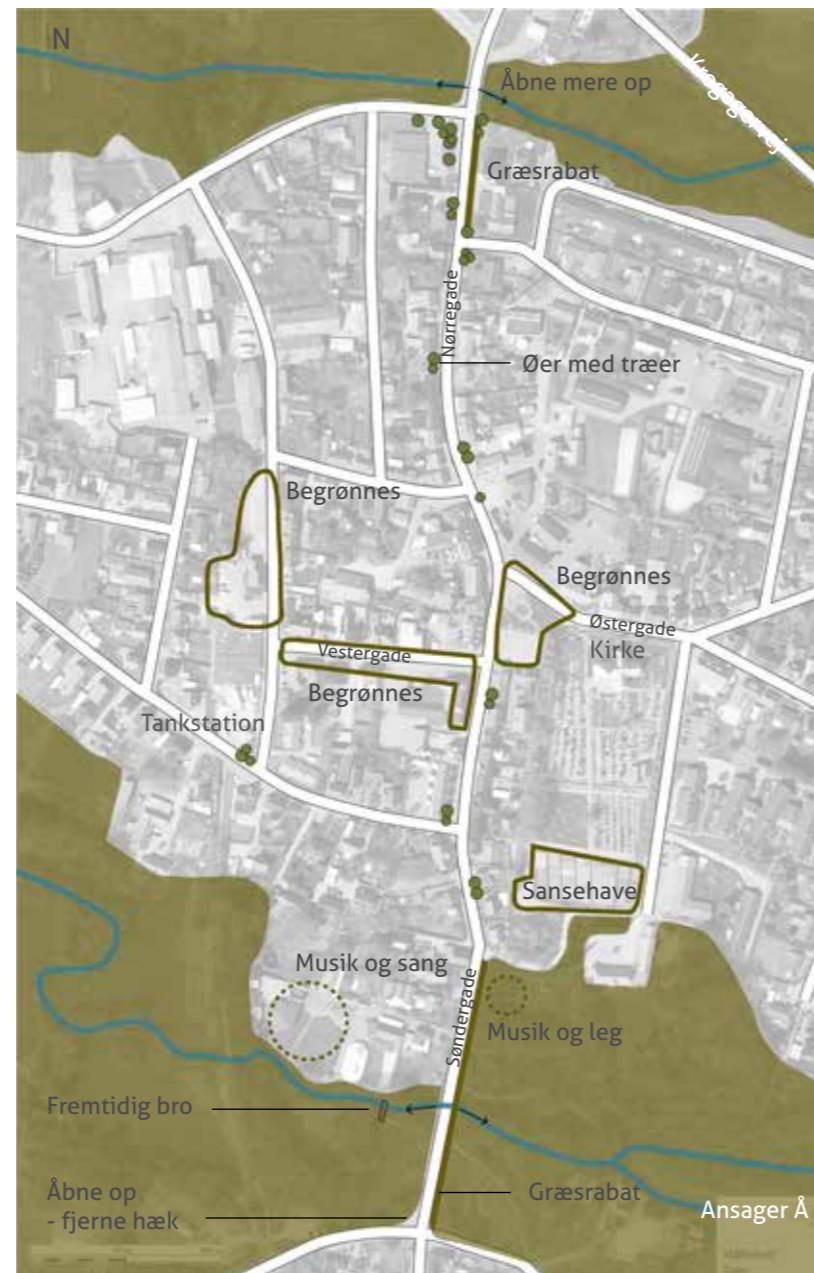 N
Åbne mere op
Krogagervej
Græsrabat
Nørregade
Øer med træer
Begrønnes
Begrønnes
Østergade
Kirke
Vestergade
Begrønnes
Tankstation
Sansehave
Musik og sang
Søndergade
Musik og leg
Fremtidig bro
Græsrabat
Åbne op
- fjerne hæk
Ansager Å